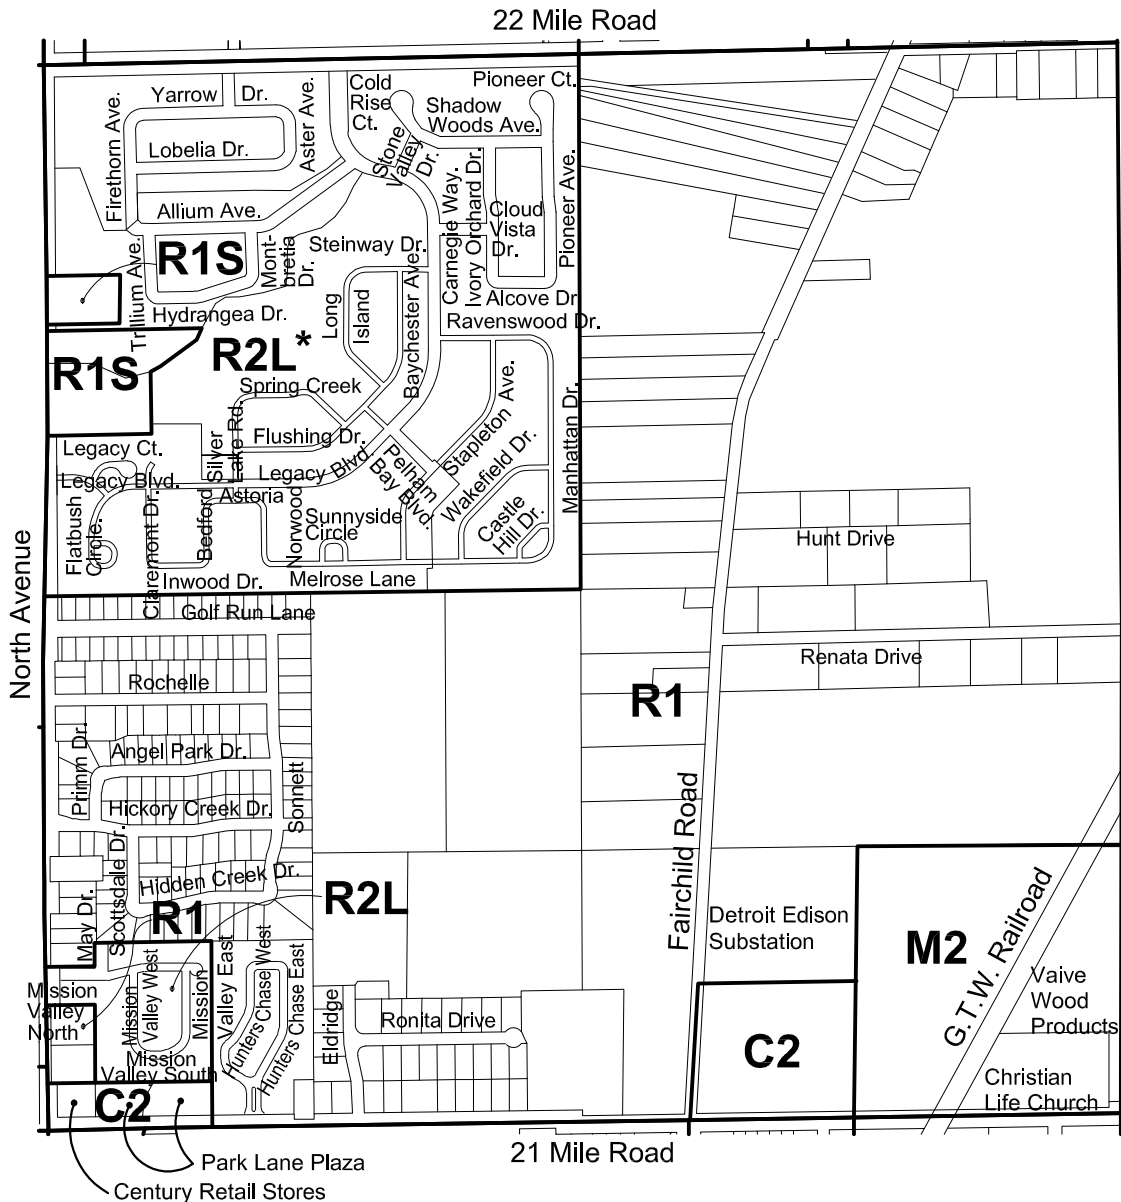 22 Mile Road
Yarrow Dr.
Lobelia Dr.
Firethorn Ave.
Aster Ave.
Cold
Rise
Ct.
Pioneer Ct.
Shadow
Woods Ave.
Stone
Valley
Dr.
Allium Ave.
Carnegie Way.
Ivory Orchard Dr.
Cloud
Vista
Dr.
Pioneer Ave.
R1S
Trillium Ave.
Mont-
bretia
Dr.
Steinway Dr.
Baychester Ave.
Alcove Dr.
Ravenswood Dr.
Hydrangea Dr.
Long
Island
R1S
R2L*
Spring Creek
Silver
Lake Rd.
Flushing Dr.
Stapleton
Ave.
Manhattan Dr.
Legacy Ct.
Legacy Blvd.
Legacy Blvd.
Pelham
Bay Blvd.
Wakefield Dr.
Castle
Hill Dr.
Flatbush
Circle.
Claremont Dr.
Bedford
Astoria
Norwood
Sunnyside
Circle
Inwood Dr.
Melrose Lane
Hunt Drive
North Avenue
Golf Run Lane
Rochelle
Renata Drive
R1
Primm Dr.
Angel Park Dr.
Hickory Creek Dr.
Sonnett
Fairchild Road
Scottsdale Dr.
Hidden Creek Dr.
May Dr.
R1
R2L
Detroit Edison
Substation
M2
G.T.W. Railroad
Vaive
Wood
Products
Mission
Valley
North
Mission
Valley West
Mission
Valley East
Hunters Chase West
Hunters Chase East
Eldridge
Ronita Drive
Mission
Valley South
C2
C2
Christian
Life Church
21 Mile Road
Park Lane Plaza
Century Retail Stores